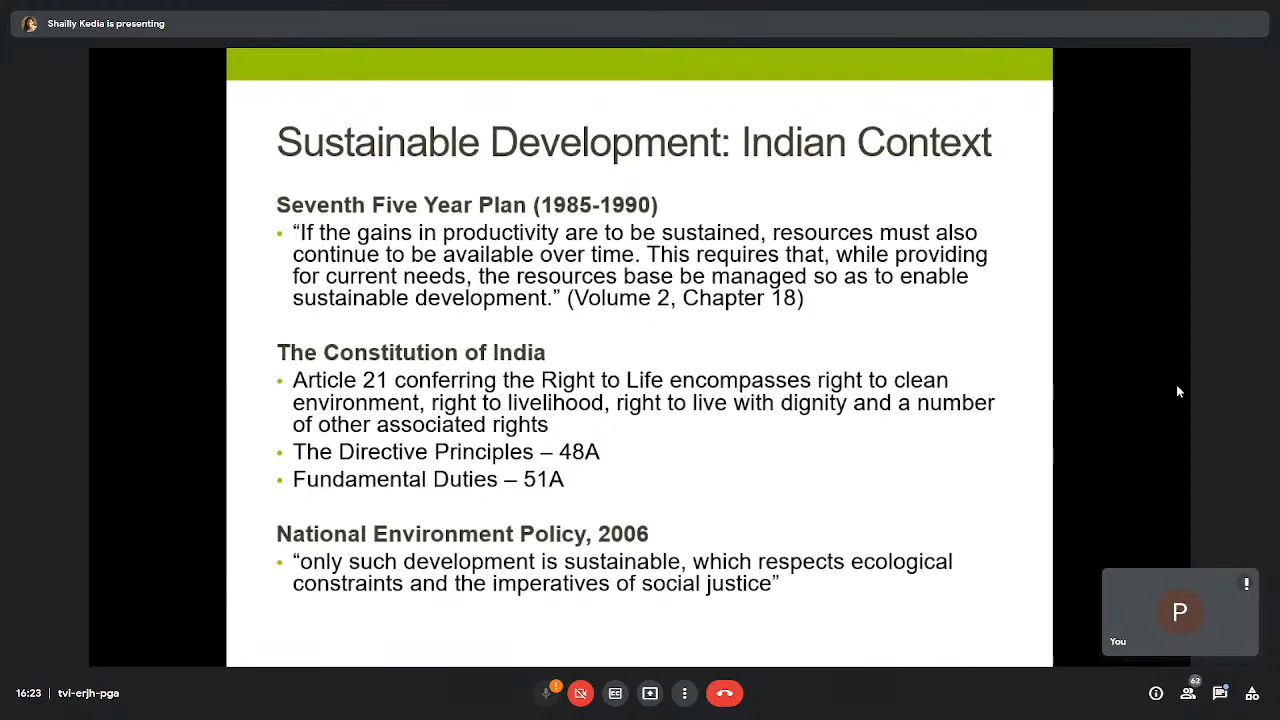 Shailly Kedia is presenting
Sustainable Development: Indian Context
Seventh Five Year Plan (1985-1990)
• “If the gains in productivity are to be sustained, resources must also
continue to be available over time. This requires that, while providing
for current needs, the resources base be managed so as to enable
sustainable development.” (Volume 2, Chapter 18)
The Constitution of India
• Article 21 conferring the Right to Life encompasses right to clean
environment, right to livelihood, right to live with dignity and a number
of other associated rights
• The Directive Principles – 48A
• Fundamental Duties – 51A
National Environment Policy, 2006
• “only such development is sustainable, which respects ecological
constraints and the imperatives of social justice”
P
You
16:23 tvi-erjh-pga
62